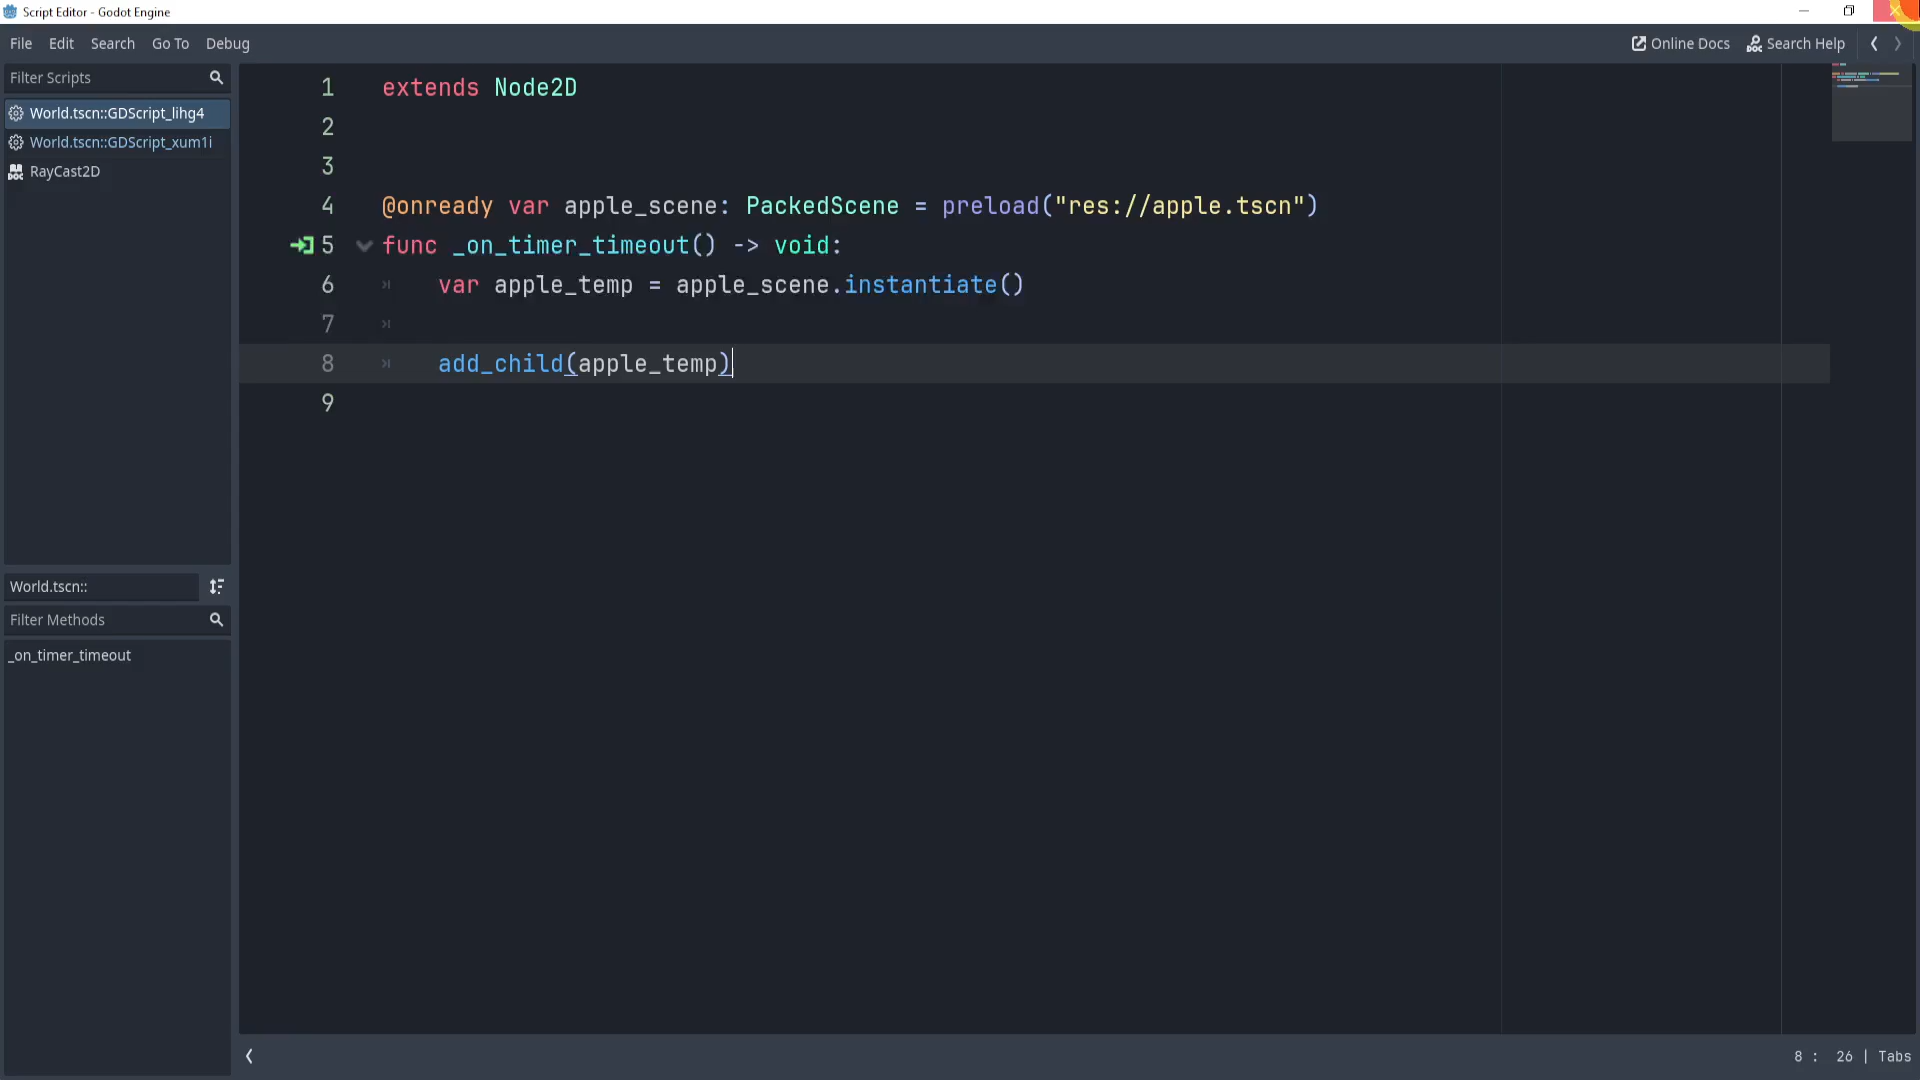 Script Editor - Godot Engine
File Edit Search Go To Debug
Online Docs Search Help
Filter Scripts
World.tscn::GDScript_lihg4
World.tscn::GDScript_xum1i
RayCast2D
World.tscn::
Filter Methods
_on_timer_timeout
1 extends Node2D
2
3
4 @onready var apple_scene: PackedScene = preload("res://apple.tscn")
5 func _on_timer_timeout() -> void:
6 var apple_temp = apple_scene.instantiate()
7
8 add_child(apple_temp)
9
8 : 26 | Tabs